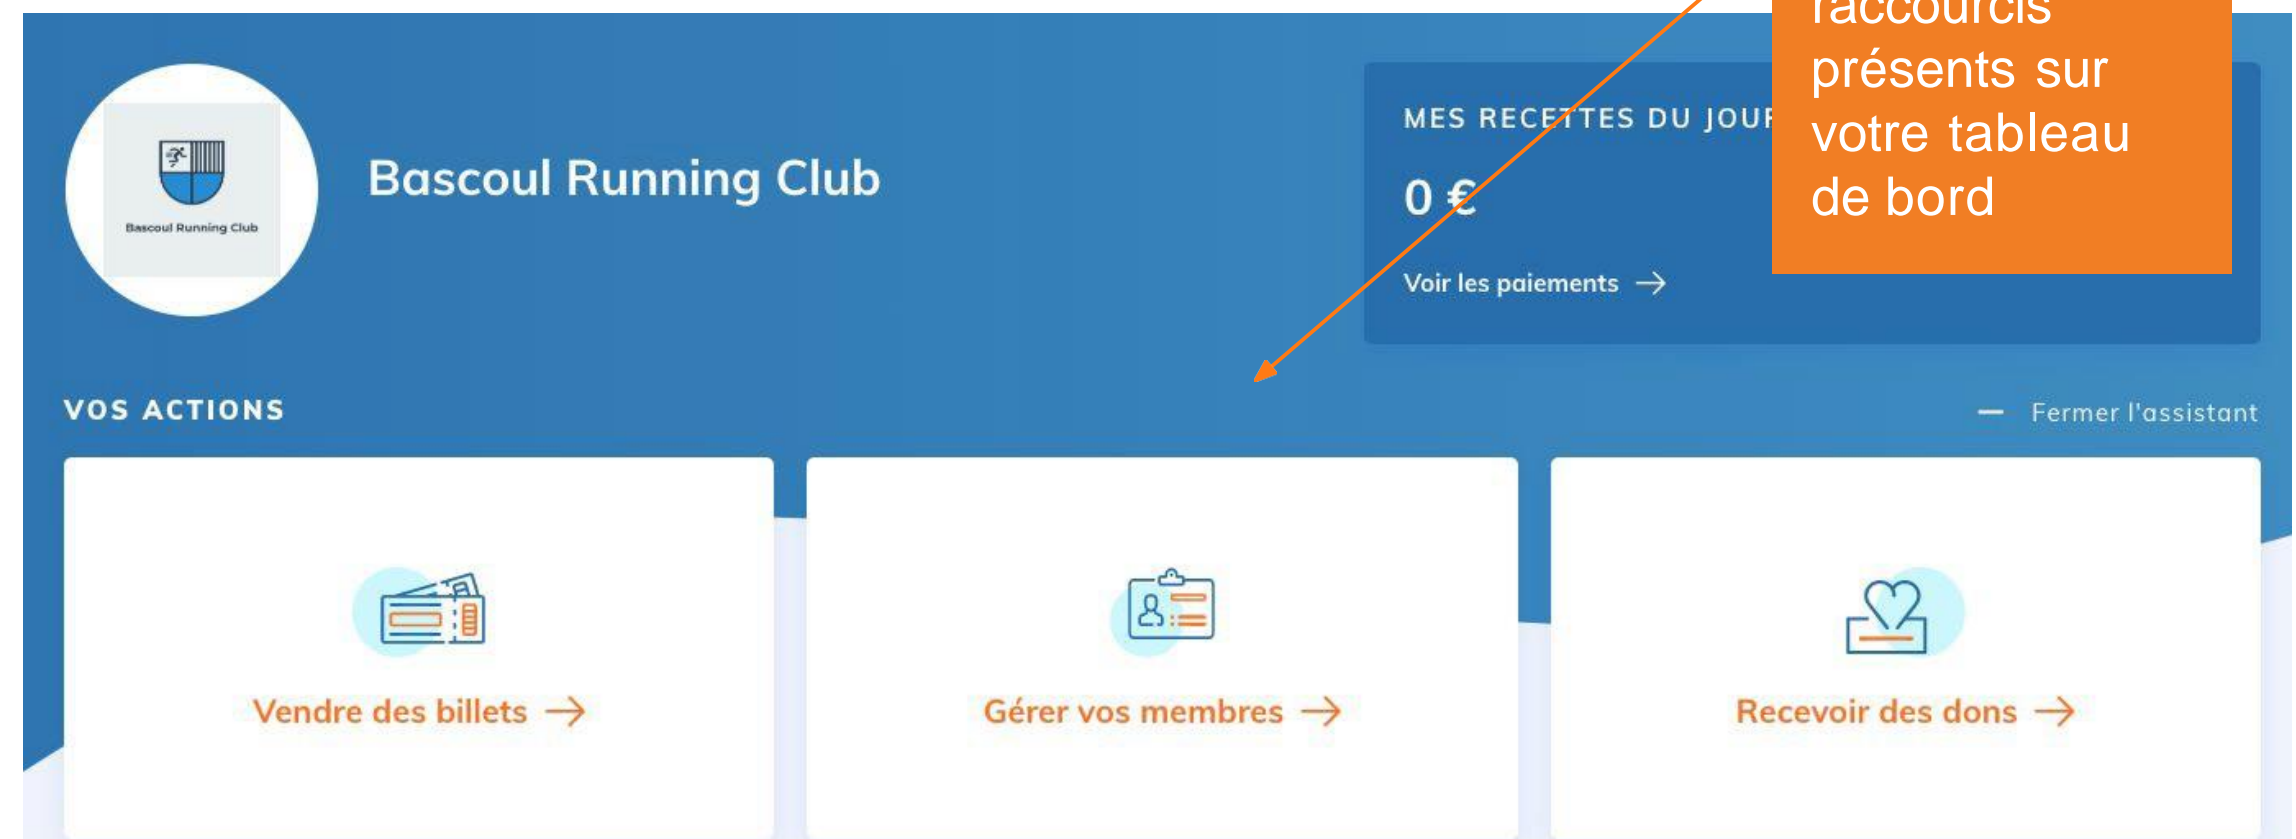 raccourcis
présents sur
votre tableau
de bord
MES RECETTES DU JOUR
Bascoul Running Club
Bascoul Running Club
0 €
Voir les paiements
VOS ACTIONS
Fermer l'assistant
Vendre des billets
Gérer vos membres
Recevoir des dons